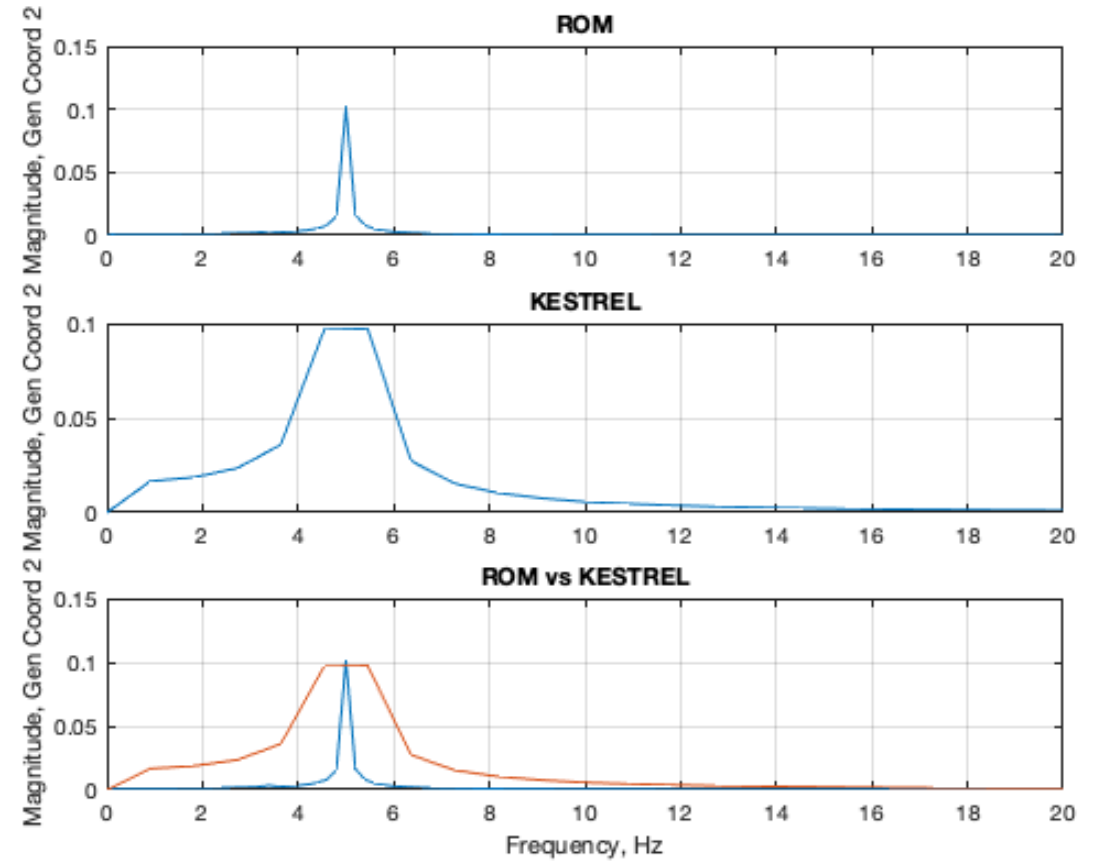 ROM
Magnitude, Gen Coord 2
0.15
0.1
0.05
0
0 2 4 6 8 10 12 14 16 18 20
KESTREL
Magnitude, Gen Coord 2
0.1
0.05
0
0 2 4 6 8 10 12 14 16 18 20
ROM vs KESTREL
Magnitude, Gen Coord 2
0.15
0.1
0.05
0
0 2 4 6 8 10 12 14 16 18 20
Frequency, Hz